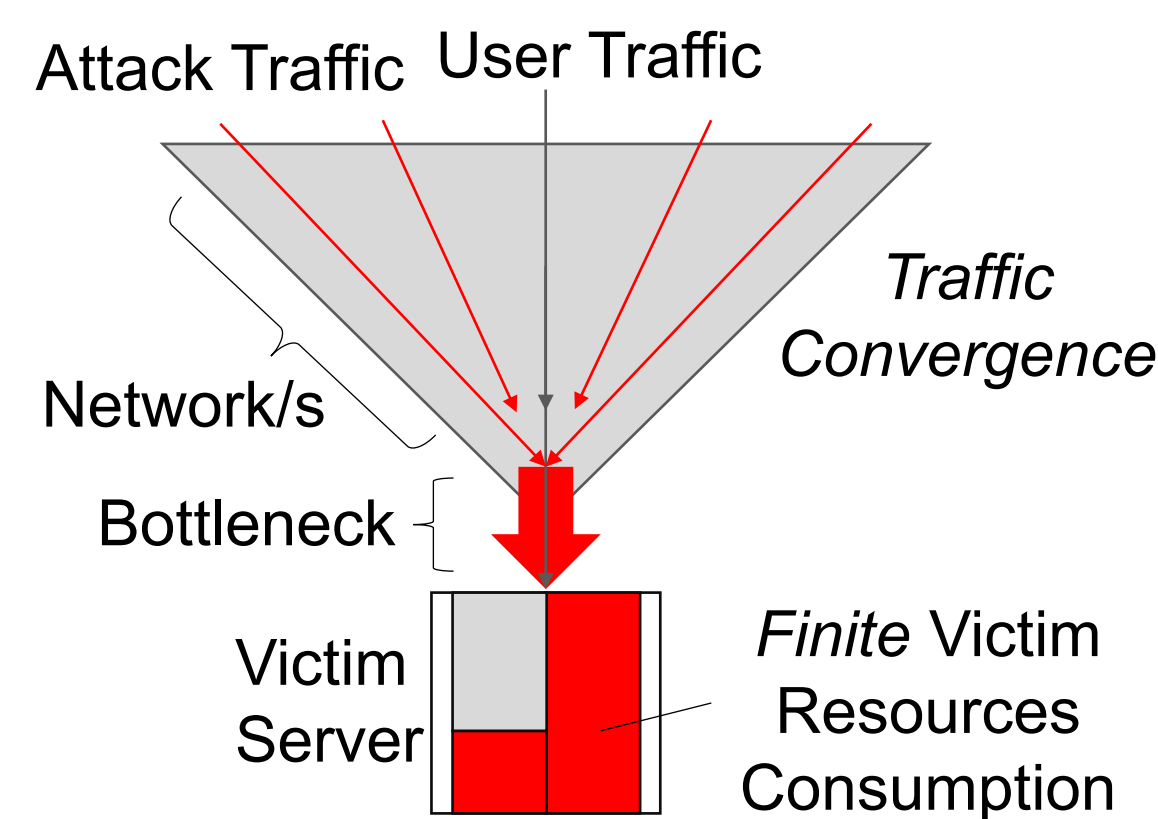 Attack Traffic
User Traffic
Traffic
Convergence
Network/s
Bottleneck
Victim
Server
Finite Victim
Resources
Consumption